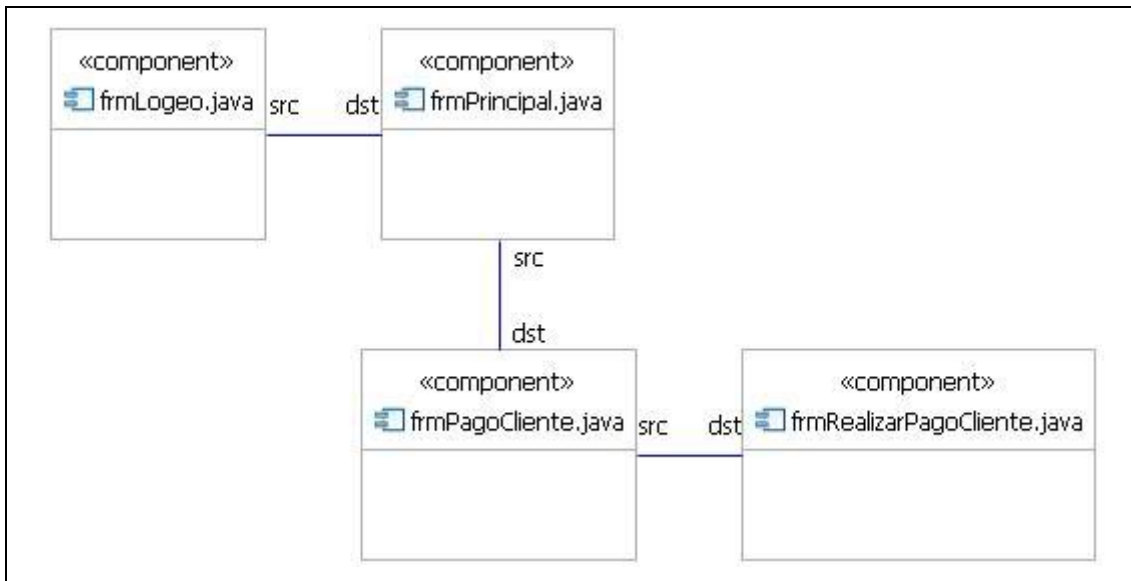 «component»
frmLogeo.java
src
dst
«component»
frmPrincipal.java
src
dst
«component»
frmPagoCliente.java
src
dst
«component»
frmRealizarPagoCliente.java